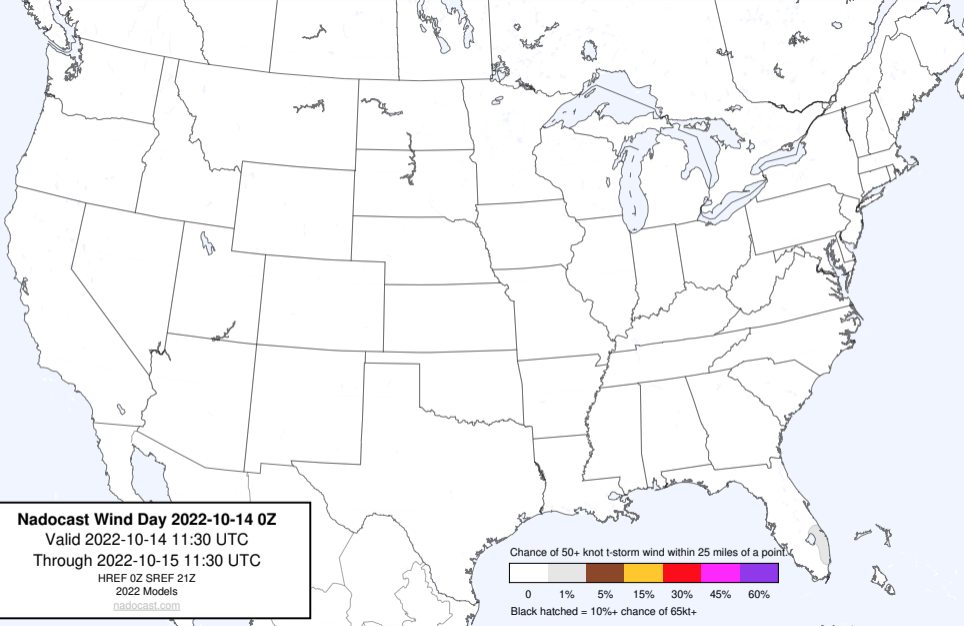 Nadocast Wind Day 2022-10-14 0Z
Valid 2022-10-14 11:30 UTC
Through 2022-10-15 11:30 UTC
HREF 0Z SREF 21Z
2022 Models
nadocast.com
Chance of 50+ knot t-storm wind within 25 miles of a point.
0 1% 5% 15% 30% 45% 60%
Black hatched = 10%+ chance of 65kt+